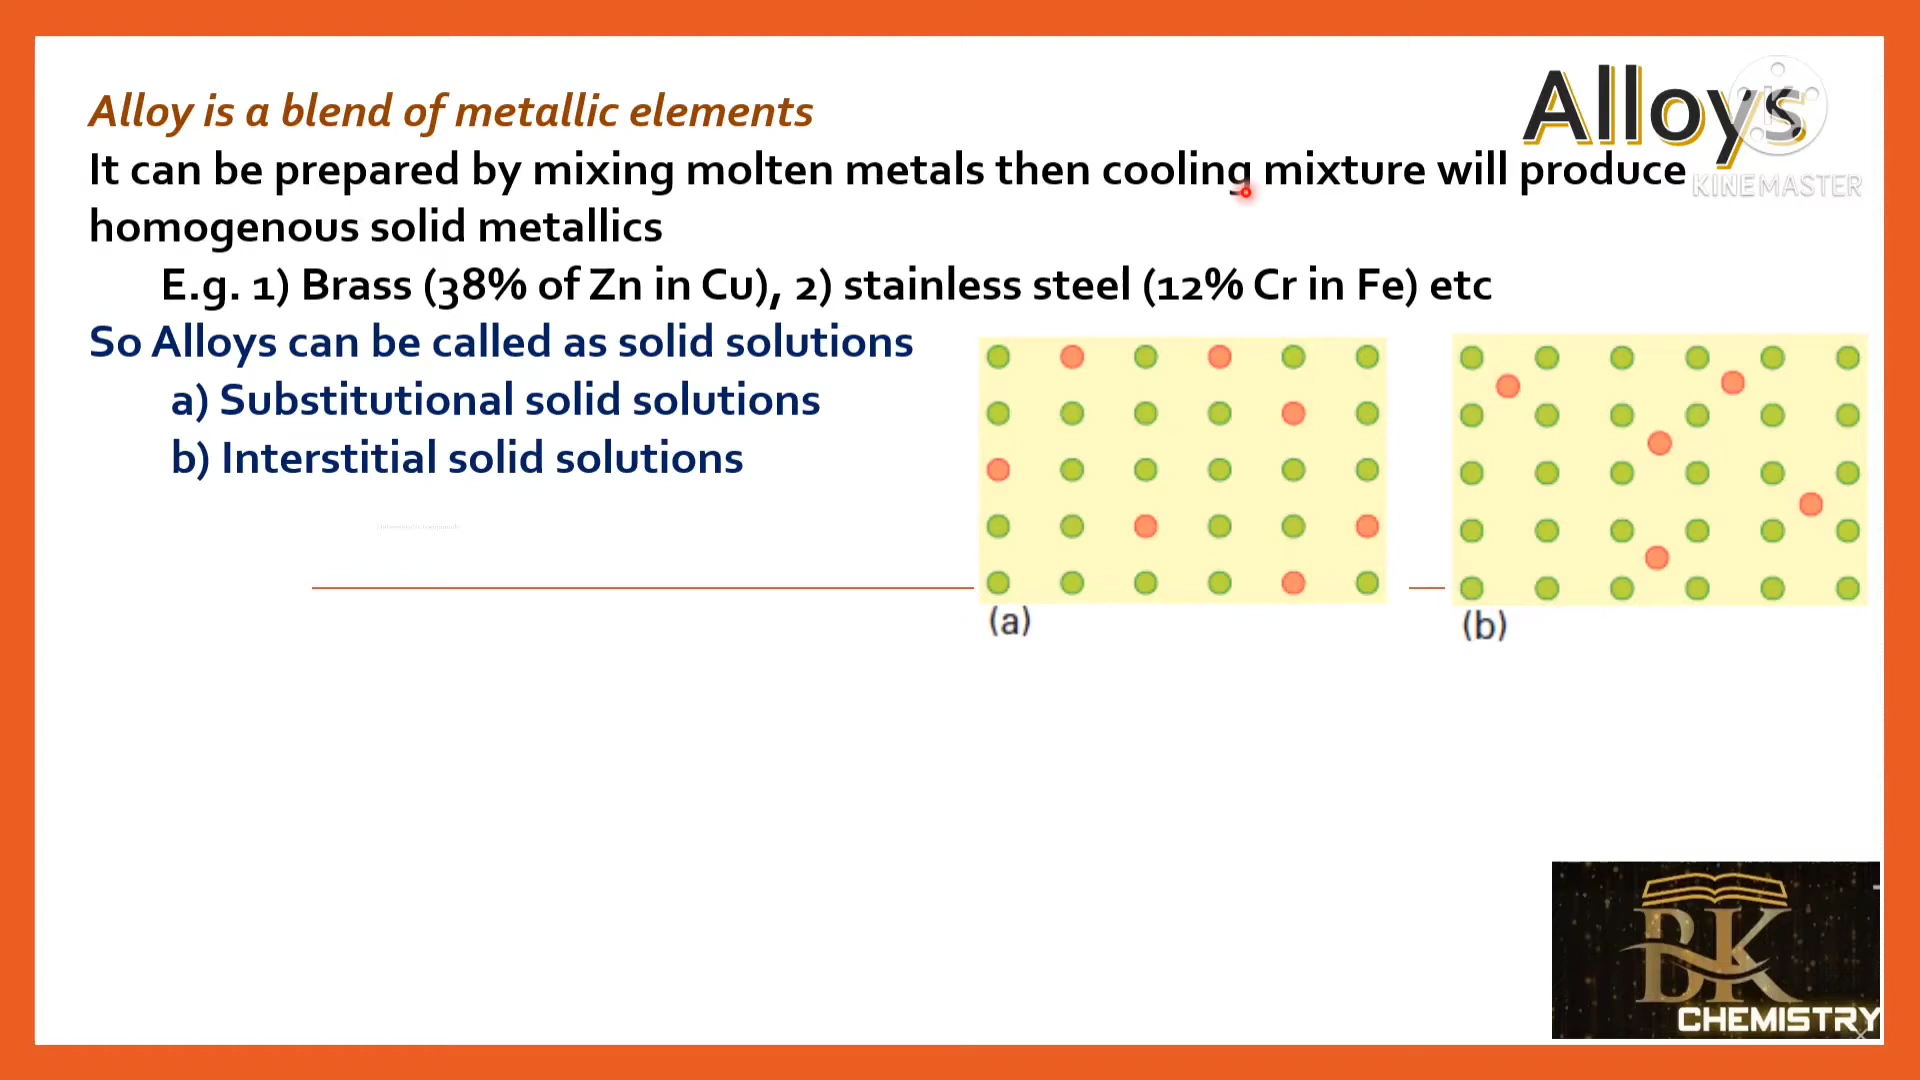 Alloys
KINEMASTER
Alloy is a blend of metallic elements
It can be prepared by mixing molten metals then cooling mixture will produce
homogenous solid metallics
E.g. 1) Brass (38% of Zn in Cu), 2) stainless steel (12% Cr in Fe) etc
So Alloys can be called as solid solutions
a) Substitutional solid solutions
b) Interstitial solid solutions
(a)
(b)
BK
CHEMISTRY